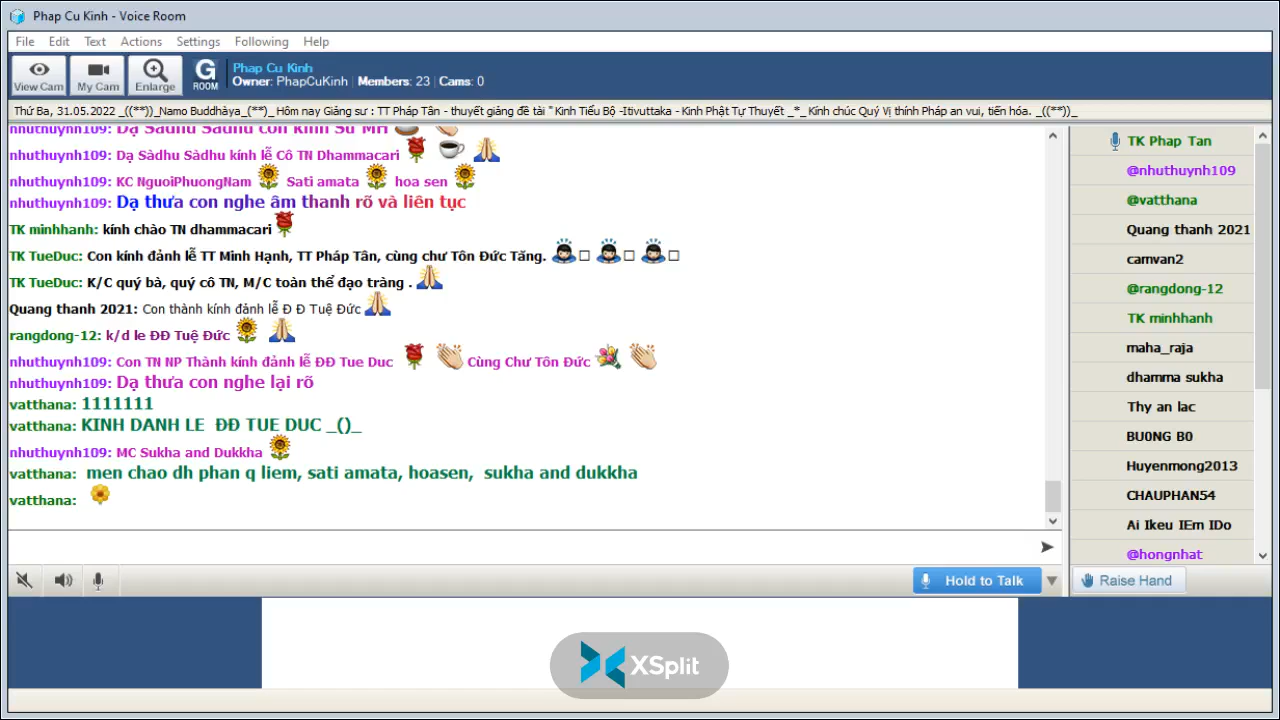 Phap Cu Kinh - Voice Room
File Edit Text Actions Settings Following Help
View Cam My Cam Enlarge G ROOM
Phap Cu Kinh
Owner: PhapCuKinh | Members: 23 | Cams: 0
Thứ Ba, 31.05.2022 _((**))_Namo Buddhàya_(**)_ Hôm nay Giảng sư : TT Pháp Tân - thuyết giảng đề tài " Kinh Tiểu Bộ -Itivuttaka - Kinh Phật Tự Thuyết _*_ Kính chúc Quý Vị thính Pháp an vui, tiến hóa. _((**)_
nhuthuynh109: Dạ Sàdhu Sàdhu con kính Sư MH
nhuthuynh109: Dạ Sàdhu Sàdhu kính lễ Cô TN Dhammacari
nhuthuynh109: KC NguoiPhuongNam Sati amata hoa sen
nhuthuynh109: Dạ thưa con nghe âm thanh rõ và liên tục
TK minhhanh: kính chào TN dhammacari
TK TueDuc: Con kính đảnh lễ TT Minh Hạnh, TT Pháp Tân, cùng chư Tôn Đức Tăng.
TK TueDuc: K/C quý bà, quý cô TN, M/C toàn thể đạo tràng .
Quang thanh 2021: Con thành kính đảnh lễ Đ Đ Tuệ Đức
rangdong-12: k/d le ĐĐ Tuệ Đức
nhuthuynh109: Con TN NP Thành kính đảnh lễ ĐĐ Tue Duc Cùng Chư Tôn Đức
nhuthuynh109: Dạ thưa con nghe lại rõ
vatthana: 1111111
vatthana: KINH DANH LE ĐĐ TUE DUC _()_
nhuthuynh109: MC Sukha and Dukkha
vatthana: men chao dh phan q liem, sati amata, hoasen, sukha and dukkha
vatthana:
TK Phap Tan
@nhuthuynh109
@vatthana
Quang thanh 2021
camvan2
@rangdong-12
TK minhhanh
maha_raja
dhamma sukha
Thy an lac
BU0NG B0
Huyenmong2013
CHAUPHAN54
Ai Ikeu IEm IDo
@hongnhat
Hold to Talk
Raise Hand
XSplit